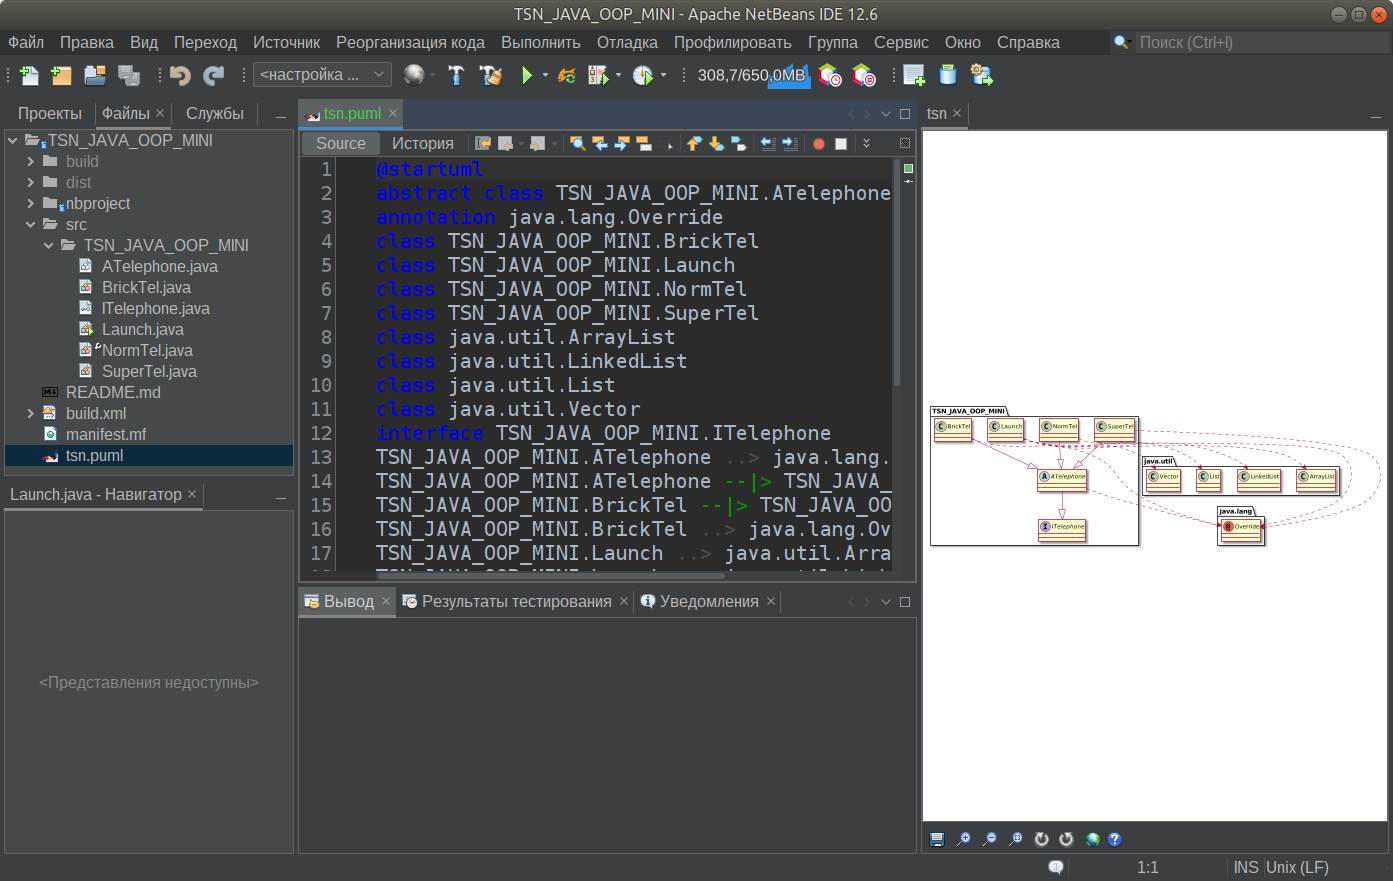 TSN_JAVA_OOP_MINI - Apache NetBeans IDE 12.6
Файл Правка Вид Переход Источник Реорганизация кода Выполнить Отладка Профилировать Группа Сервис Окно Справка Поиск (Ctrl+I)
<настройка ... 308,7/650,0MB
Проекты Файлы Службы
TSN_JAVA_OOP_MINI
build
dist
nbproject
src
TSN_JAVA_OOP_MINI
ATelephone.java
BrickTel.java
ITelephone.java
Launch.java
NormTel.java
SuperTel.java
README.md
build.xml
manifest.mf
tsn.puml
Launch.java - Навигатор
<Представления недоступны>
tsn.puml
Source История
1 @startuml
2 abstract class TSN_JAVA_OOP_MINI.ATelephone
3 annotation java.lang.Override
4 class TSN_JAVA_OOP_MINI.BrickTel
5 class TSN_JAVA_OOP_MINI.Launch
6 class TSN_JAVA_OOP_MINI.NormTel
7 class TSN_JAVA_OOP_MINI.SuperTel
8 class java.util.ArrayList
9 class java.util.LinkedList
10 class java.util.List
11 class java.util.Vector
12 interface TSN_JAVA_OOP_MINI.ITelephone
13 TSN_JAVA_OOP_MINI.ATelephone ..> java.lang.
14 TSN_JAVA_OOP_MINI.ATelephone --|> TSN_JAVA_
15 TSN_JAVA_OOP_MINI.BrickTel --|> TSN_JAVA_OO
16 TSN_JAVA_OOP_MINI.BrickTel ..> java.lang.Ov
17 TSN_JAVA_OOP_MINI.Launch ..> java.util.Arra
Вывод Результаты тестирования Уведомления
tsn
TSN_JAVA_OOP_MINI
C BrickTel C Launch C NormTel C SuperTel
java.util
A ATelephone C Vector C List C LinkedList C ArrayList
java.lang
I ITelephone @ Override
1:1 INS Unix (LF)